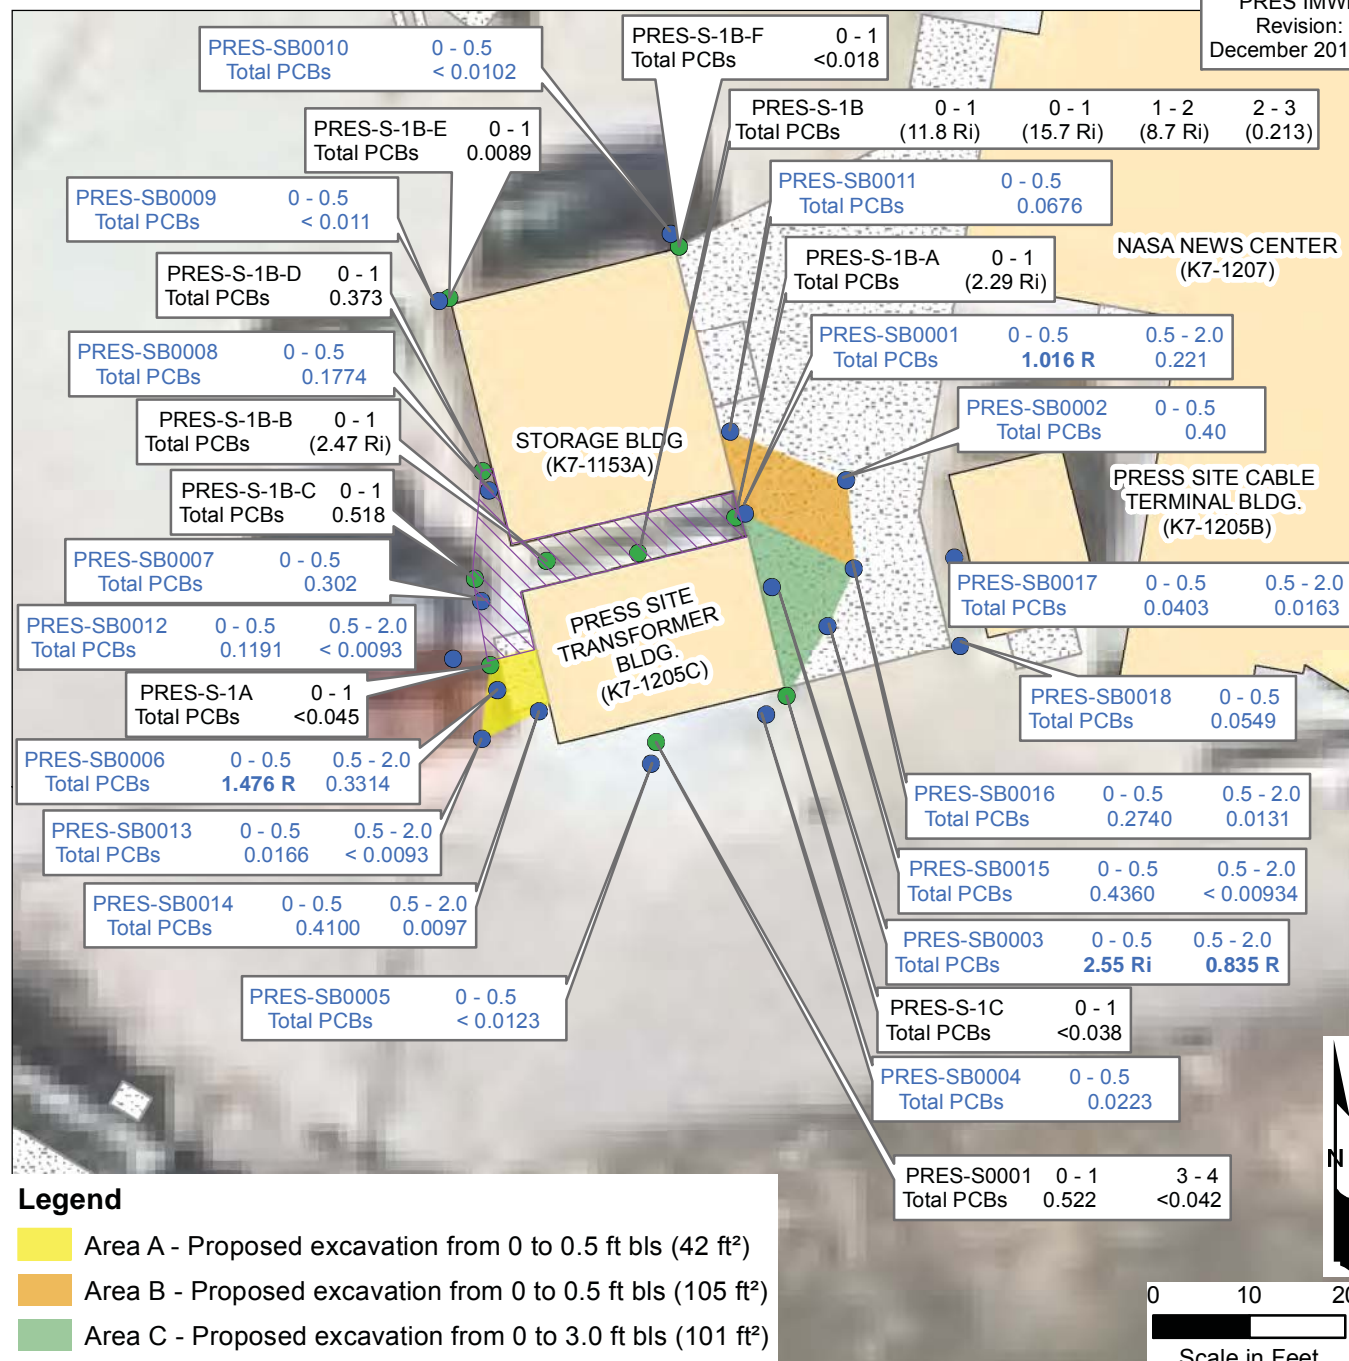 PRES IMWI
Revision:
December 201
PRES-SB0010 0 - 0.5
Total PCBs < 0.0102
PRES-S-1B-F 0 - 1
Total PCBs <0.018
PRES-S-1B 0 - 1 0 - 1 1 - 2 2 - 3
Total PCBs (11.8 Ri) (15.7 Ri) (8.7 Ri) (0.213)
PRES-S-1B-E 0 - 1
Total PCBs 0.0089
PRES-SB0009 0 - 0.5
Total PCBs < 0.011
PRES-SB0011 0 - 0.5
Total PCBs 0.0676
PRES-S-1B-A 0 - 1
Total PCBs (2.29 Ri)
NASA NEWS CENTER
(K7-1207)
PRES-S-1B-D 0 - 1
Total PCBs 0.373
PRES-SB0001 0 - 0.5 0.5 - 2.0
Total PCBs 1.016 R 0.221
PRES-SB0008 0 - 0.5
Total PCBs 0.1774
PRES-SB0002 0 - 0.5
Total PCBs 0.40
PRES-S-1B-B 0 - 1
Total PCBs (2.47 Ri)
STORAGE BLDG
(K7-1153A)
PRESS SITE CABLE
TERMINAL BLDG.
(K7-1205B)
PRES-S-1B-C 0 - 1
Total PCBs 0.518
PRES-SB0007 0 - 0.5
Total PCBs 0.302
PRES-SB0017 0 - 0.5 0.5 - 2.0
Total PCBs 0.0403 0.0163
PRES-SB0012 0 - 0.5 0.5 - 2.0
Total PCBs 0.1191 < 0.0093
PRESS SITE
TRANSFORMER
BLDG.
(K7-1205C)
PRES-S-1A 0 - 1
Total PCBs <0.045
PRES-SB0018 0 - 0.5
Total PCBs 0.0549
PRES-SB0006 0 - 0.5 0.5 - 2.0
Total PCBs 1.476 R 0.3314
PRES-SB0016 0 - 0.5 0.5 - 2.0
Total PCBs 0.2740 0.0131
PRES-SB0013 0 - 0.5 0.5 - 2.0
Total PCBs 0.0166 < 0.0093
PRES-SB0015 0 - 0.5 0.5 - 2.0
Total PCBs 0.4360 < 0.00934
PRES-SB0014 0 - 0.5 0.5 - 2.0
Total PCBs 0.4100 0.0097
PRES-SB0003 0 - 0.5 0.5 - 2.0
Total PCBs 2.55 Ri 0.835 R
PRES-SB0005 0 - 0.5
Total PCBs < 0.0123
PRES-S-1C 0 - 1
Total PCBs <0.038
PRES-SB0004 0 - 0.5
Total PCBs 0.0223
PRES-S0001 0 - 1 3 - 4
Total PCBs 0.522 <0.042
N
Legend
Area A - Proposed excavation from 0 to 0.5 ft bls (42 ft²)
Area B - Proposed excavation from 0 to 0.5 ft bls (105 ft²)
Area C - Proposed excavation from 0 to 3.0 ft bls (101 ft²)
0 10 20
Scale in Feet